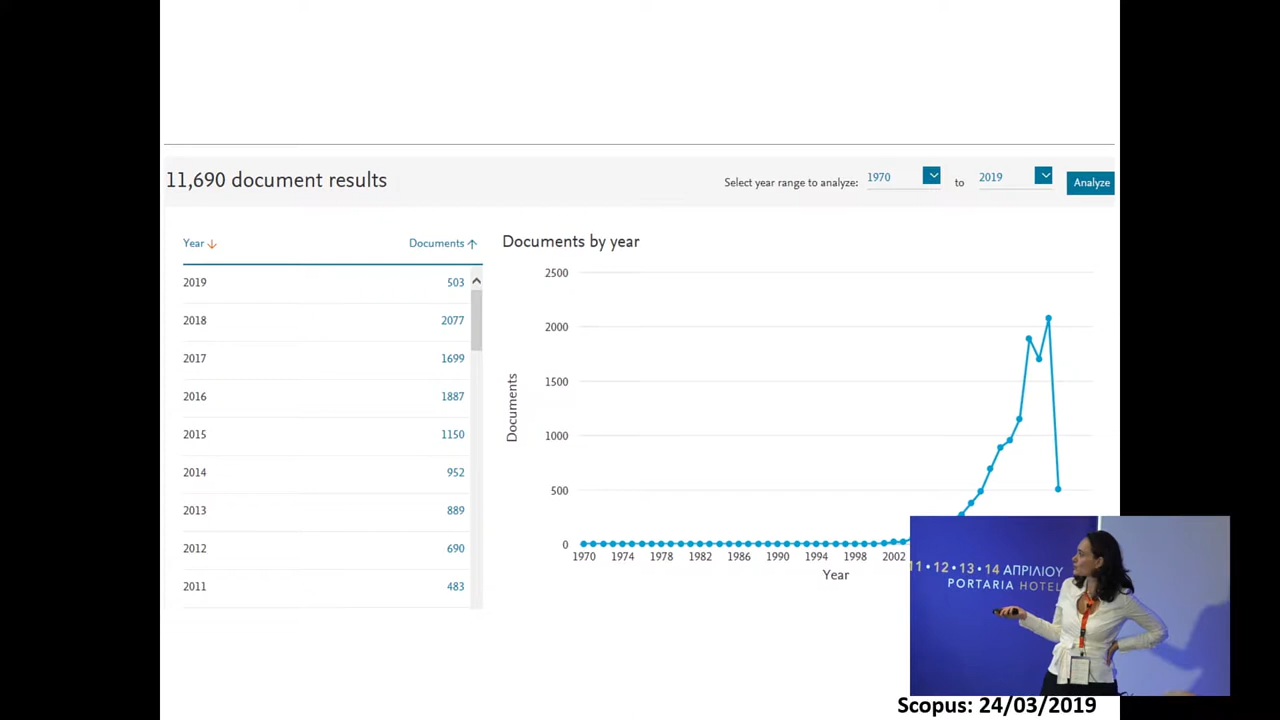 11,690 document results
Select year range to analyze: 1970 to 2019 Analyze
Year Documents
2019 503
2018 2077
2017 1699
2016 1887
2015 1150
2014 952
2013 889
2012 690
2011 483
Documents by year
2500
2000
1500
1000
500
0
Documents
1970 1974 1978 1982 1986 1990 1994 1998 2002
Year
11•12•13•14 ΑΠΡΙΛΙΟΥ
PORTARIA HOTEL
Scopus: 24/03/2019